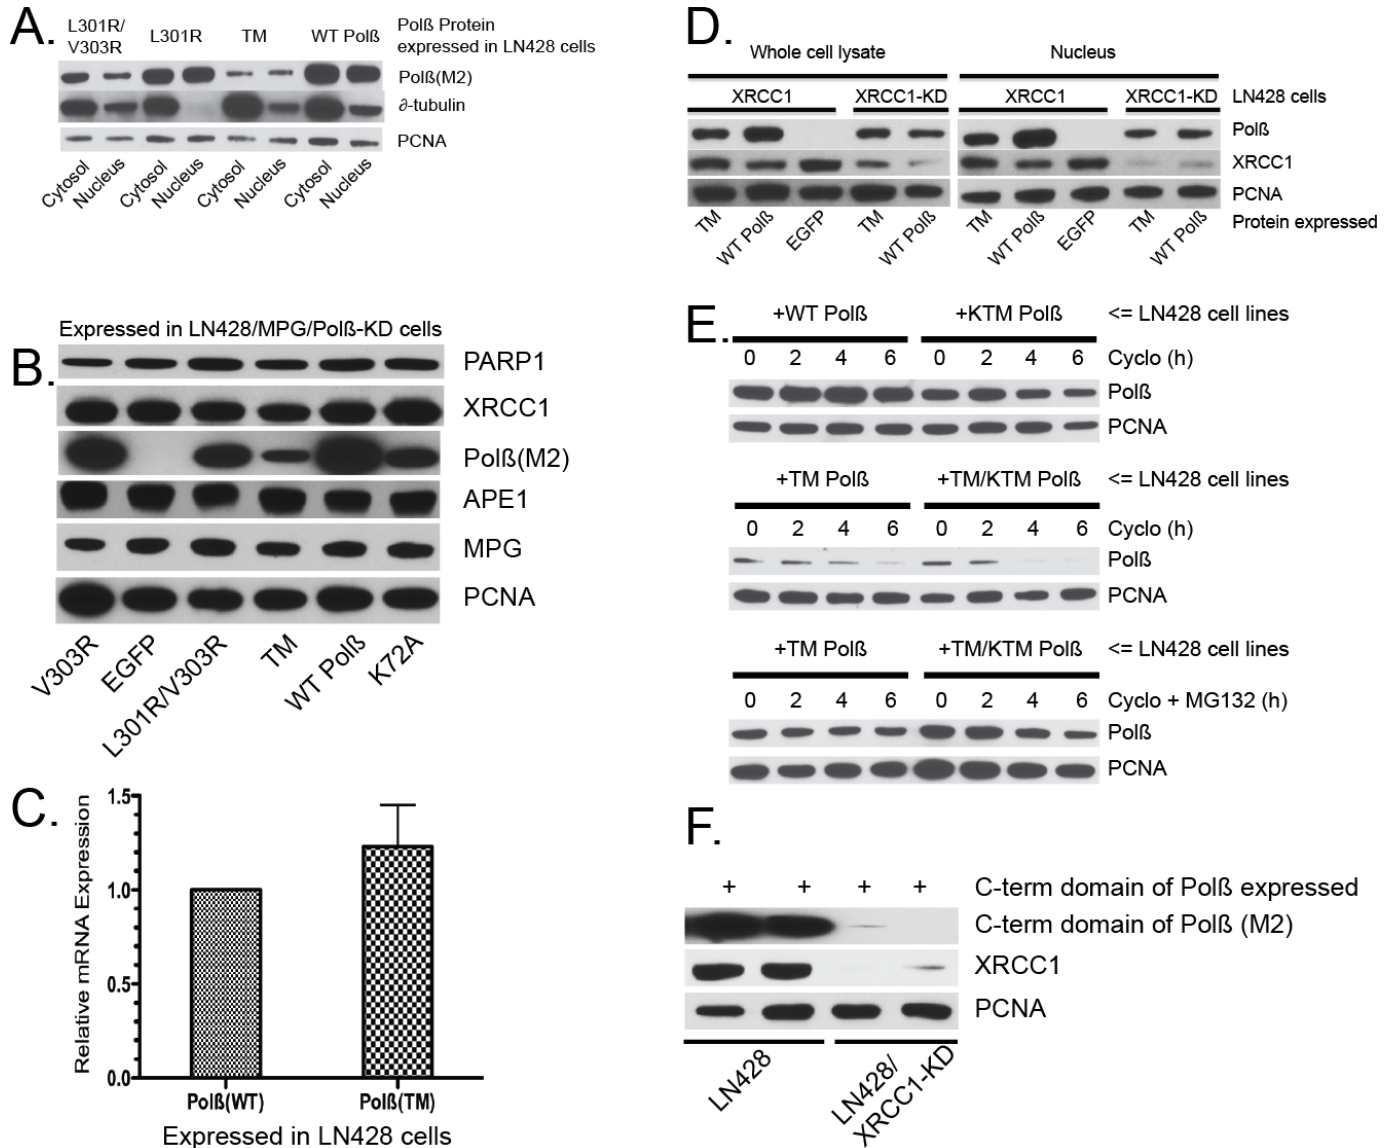 A.
L301R/
V303R
L301R
TM
WT Polß
Polß Protein
expressed in LN428 cells
Polß(M2)
∂-tubulin
PCNA
Cytosol
Nucleus
Cytosol
Nucleus
Cytosol
Nucleus
Cytosol
Nucleus
B.
Expressed in LN428/MPG/Polß-KD cells
PARP1
XRCC1
Polß(M2)
APE1
MPG
PCNA
V303R
EGFP
L301R/V303R
TM
WT Polß
K72A
C.
Relative mRNA Expression
1.5
1.0
0.5
0.0
Polß(WT)
Polß(TM)
Expressed in LN428 cells
D.
Whole cell lysate
Nucleus
XRCC1
XRCC1-KD
XRCC1
XRCC1-KD
LN428 cells
Polß
XRCC1
PCNA
TM
WT Polß
EGFP
TM
WT Polß
TM
WT Polß
EGFP
TM
WT Polß
Protein expressed
E.
+WT Polß
+KTM Polß
<= LN428 cell lines
0 2 4 6 0 2 4 6 Cyclo (h)
Polß
PCNA
+TM Polß
+TM/KTM Polß
<= LN428 cell lines
0 2 4 6 0 2 4 6 Cyclo (h)
Polß
PCNA
+TM Polß
+TM/KTM Polß
<= LN428 cell lines
0 2 4 6 0 2 4 6 Cyclo + MG132 (h)
Polß
PCNA
F.
+ + + + C-term domain of Polß expressed
C-term domain of Polß (M2)
XRCC1
PCNA
LN428
LN428/
XRCC1-KD